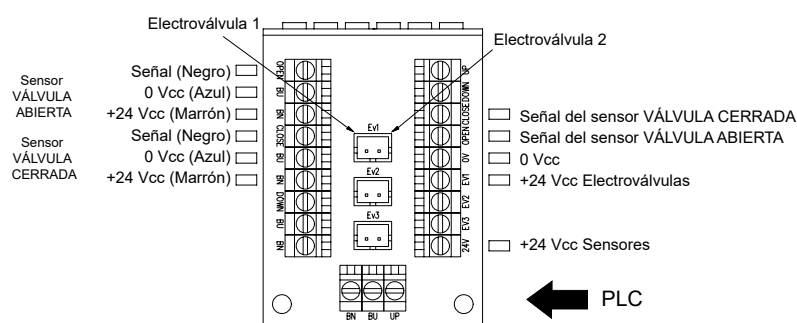 Electroválvula 1
Electroválvula 2
Sensor
VÁLVULA
ABIERTA
Señal (Negro)
0 Vcc (Azul)
+24 Vcc (Marrón)
Sensor
VÁLVULA
CERRADA
Señal (Negro)
0 Vcc (Azul)
+24 Vcc (Marrón)
OPEN
BU
BN
CLOSE
BU
BN
DOWN
BU
BN
Ev1
Ev2
Ev3
UP
DOWN
CLOSE
OPEN
0V
EV1
EV2
EV3
24V
Señal del sensor VÁLVULA CERRADA
Señal del sensor VÁLVULA ABIERTA
0 Vcc
+24 Vcc Electroválvulas
+24 Vcc Sensores
PLC
BN BU UP